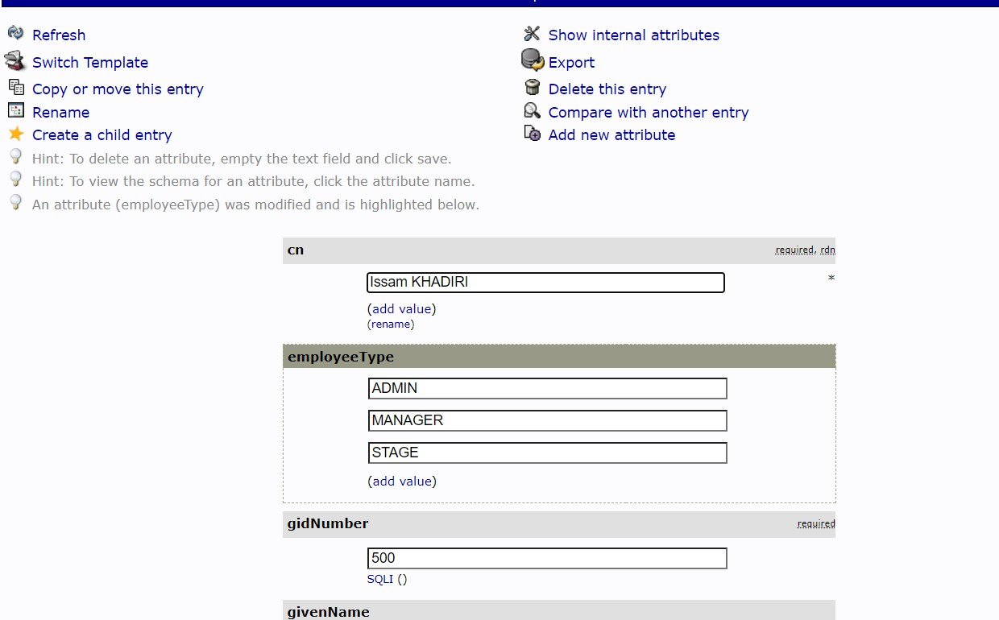 Refresh
Show internal attributes
Switch Template
Export
Copy or move this entry
Delete this entry
Rename
Compare with another entry
Create a child entry
Add new attribute
Hint: To delete an attribute, empty the text field and click save.
Hint: To view the schema for an attribute, click the attribute name.
An attribute (employeeType) was modified and is highlighted below.
cn
required, rdn
Issam KHADIRI
*
(add value)
(rename)
employeeType
ADMIN
MANAGER
STAGE
(add value)
gidNumber
required
500
SQLI ()
givenName